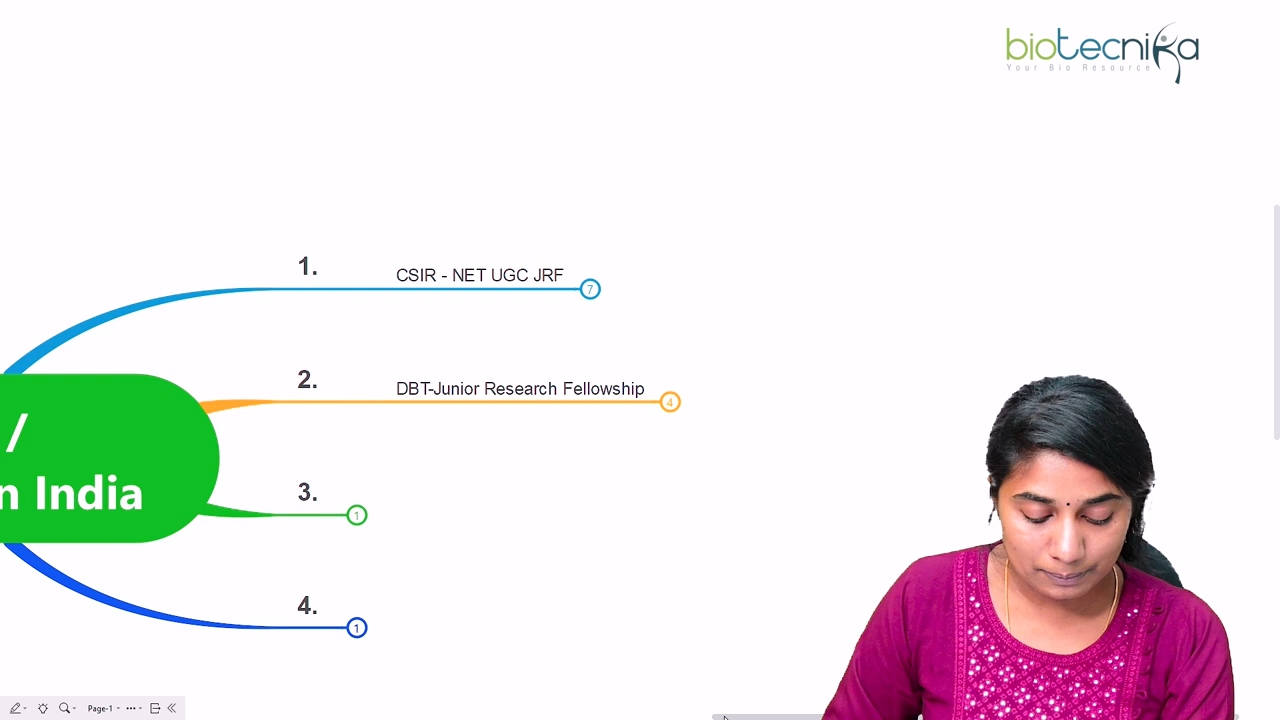 biotecnika
Your Bio Resource
1.
CSIR - NET UGC JRF
7
2.
DBT-Junior Research Fellowship
4
/
n India
3.
1
4.
1
Page-1